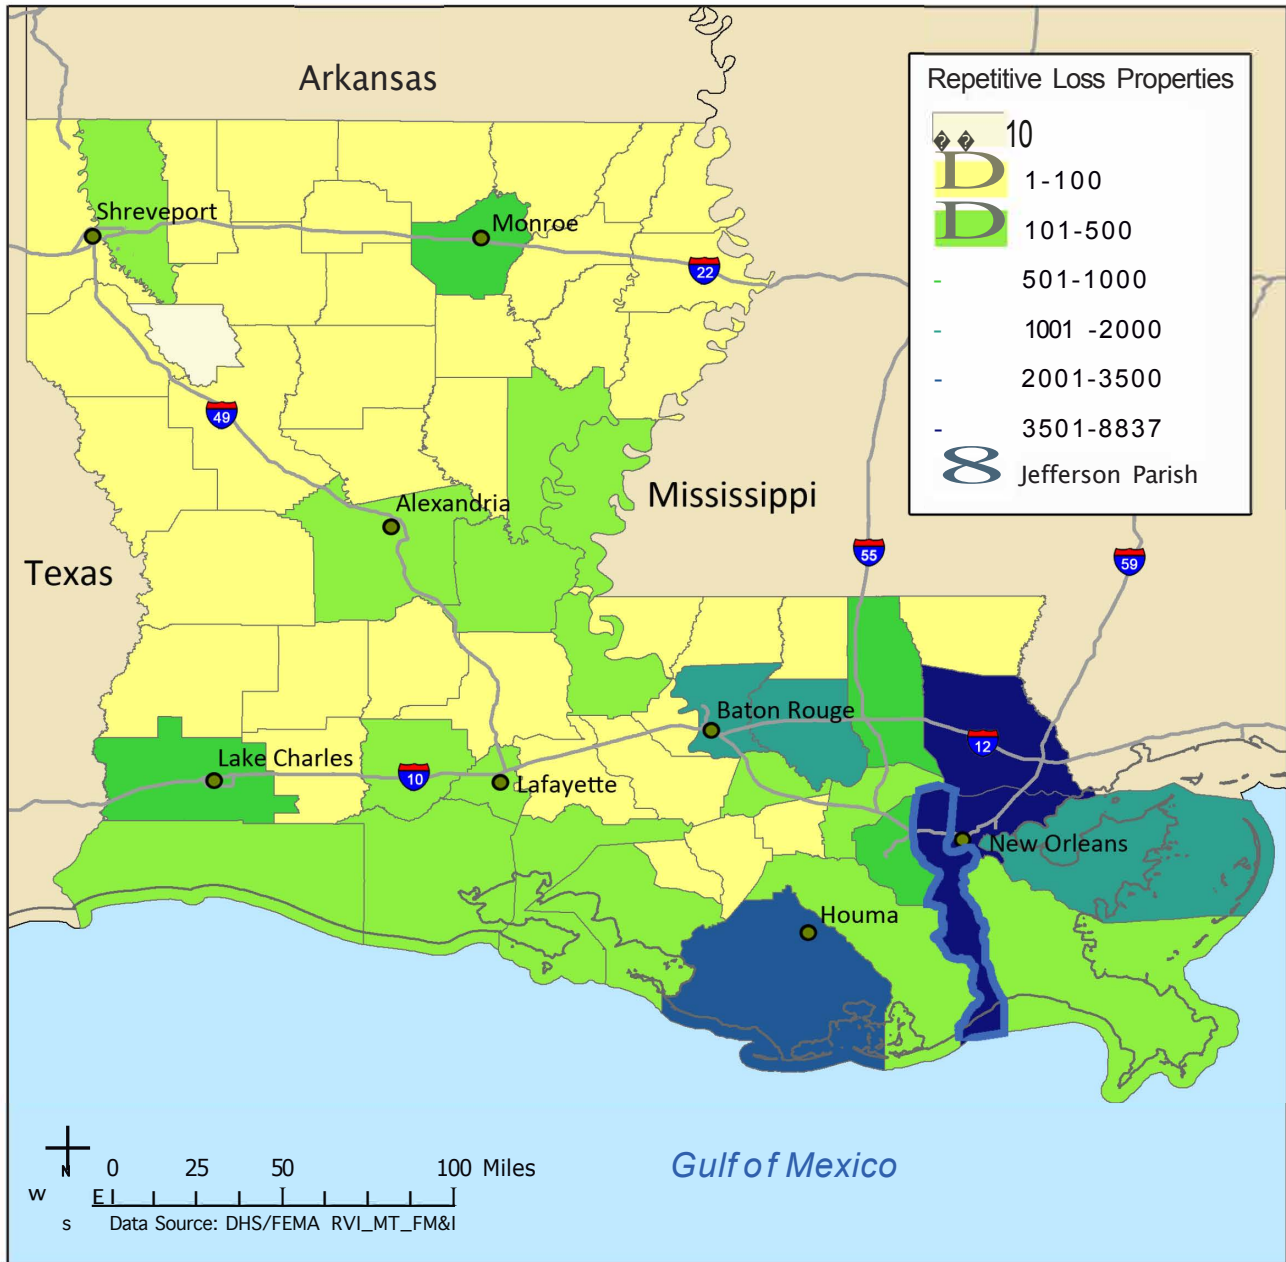 Arkansas
Repetitive Loss Properties
�� 10
D 1-100
D 101-500
- 501-1000
- 1001 -2000
- 2001-3500
- 3501-8837
8 Jefferson Parish
Shreveport
Monroe
22
49
Alexandria
Mississippi
Texas
55
59
Baton Rouge
12
Lake Charles
10
Lafayette
New Orleans
Houma
Gulf of Mexico
N
W E
S
0 25 50 100 Miles
Data Source: DHS/FEMA RVI_MT_FM&I